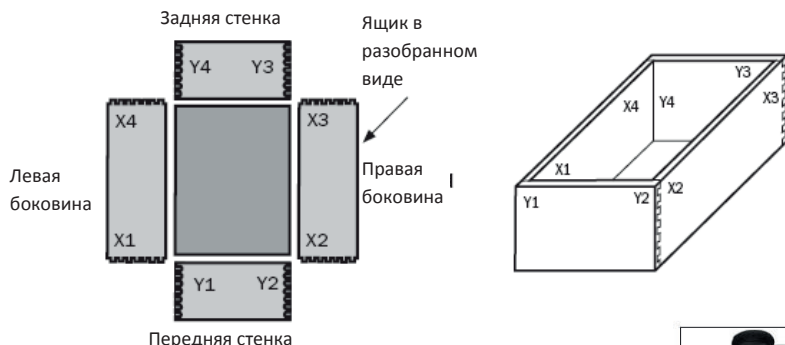 Задняя стенка
Ящик в
разобранном
виде
Y4 Y3
X4
X3
Левая
боковина
Правая
боковина
X1
X2
Y1 Y2
Передняя стенка
Y3
X4
Y4
X3
X1
X2
Y1
Y2